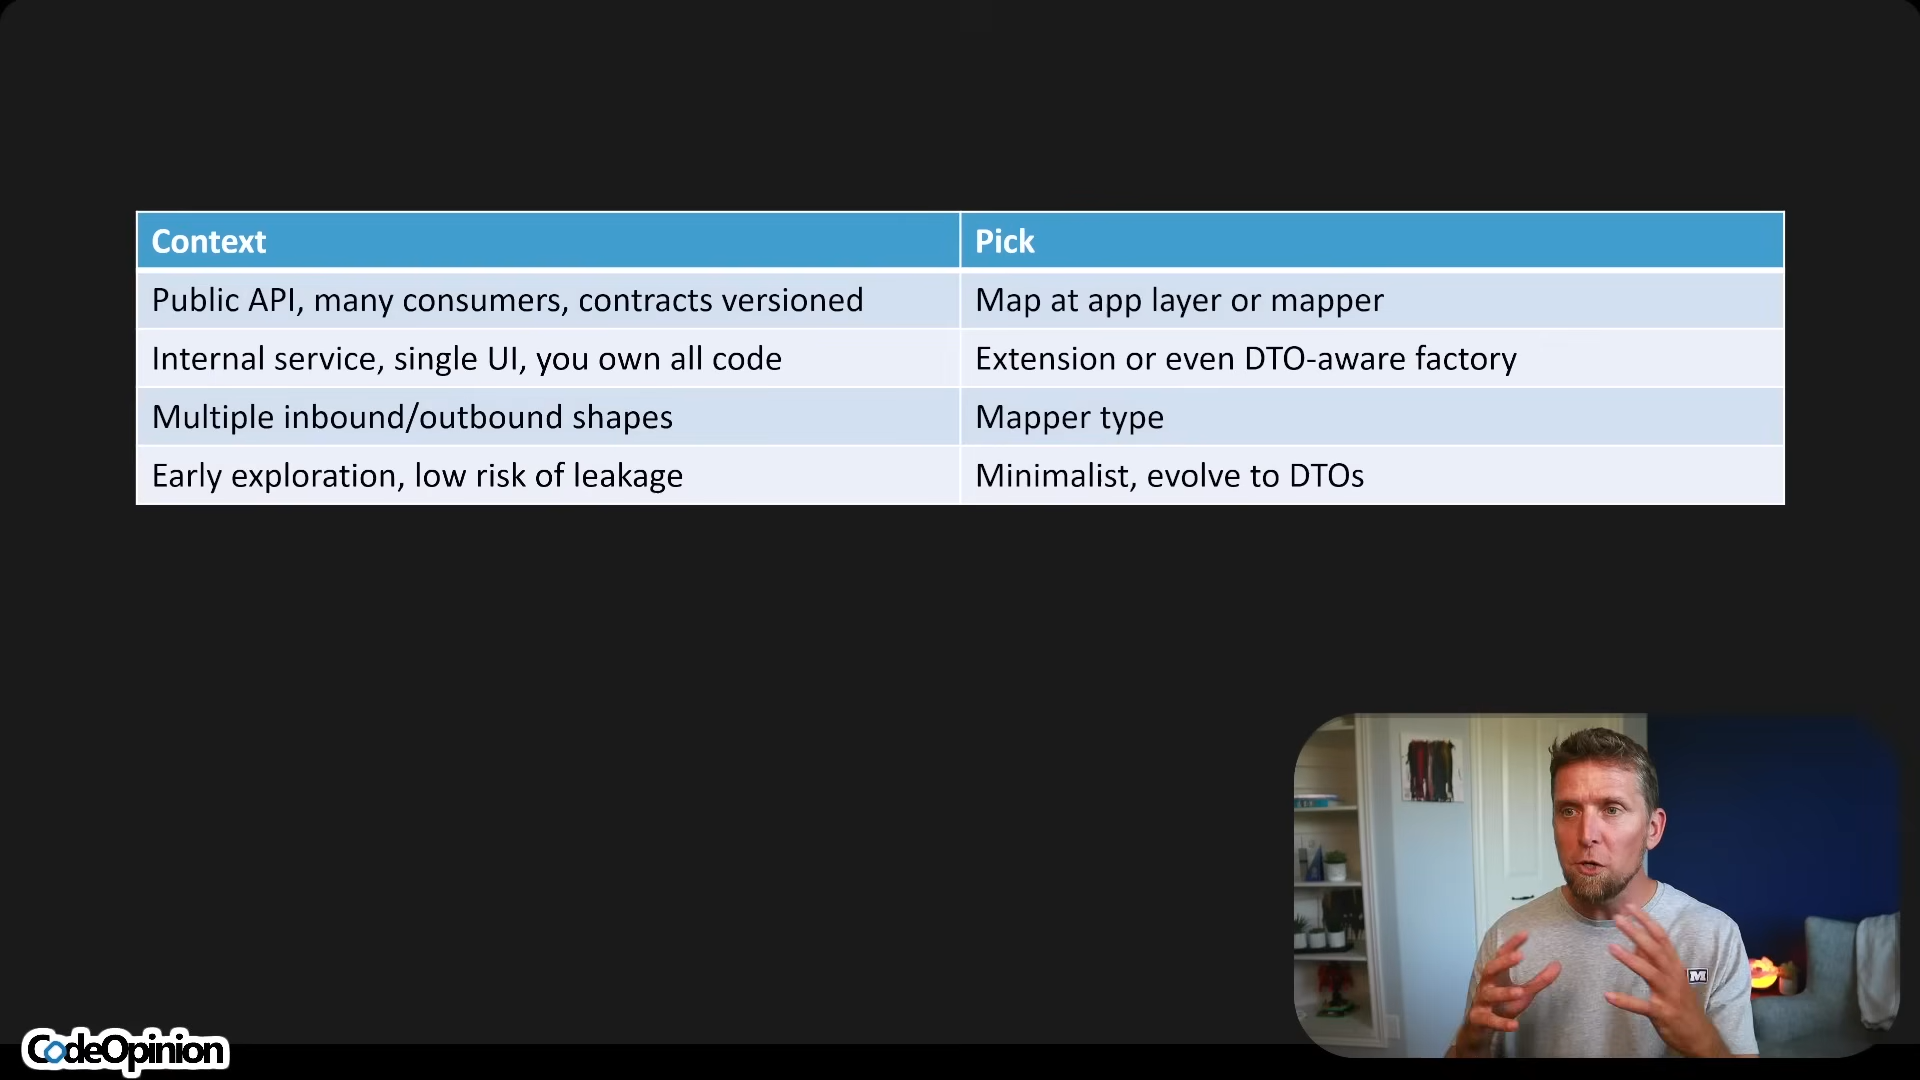 Context Pick
Public API, many consumers, contracts versioned Map at app layer or mapper
Internal service, single UI, you own all code Extension or even DTO-aware factory
Multiple inbound/outbound shapes Mapper type
Early exploration, low risk of leakage Minimalist, evolve to DTOs
M
CodeOpinion